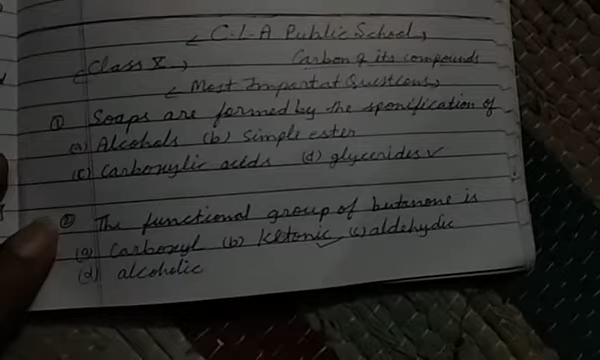 C.L.A Public School,
Class X, Carbon & its compounds
Most Importat Questions,
① Soaps are formed by the sponification of
(a) Alcohals (b) Simple ester
(c) Carboxylic acids (d) glycerides ✓
② The functional group of butanone is
(a) Carboxyl (b) Ketonic ✓ (c) aldehydic
(d) alcoholic